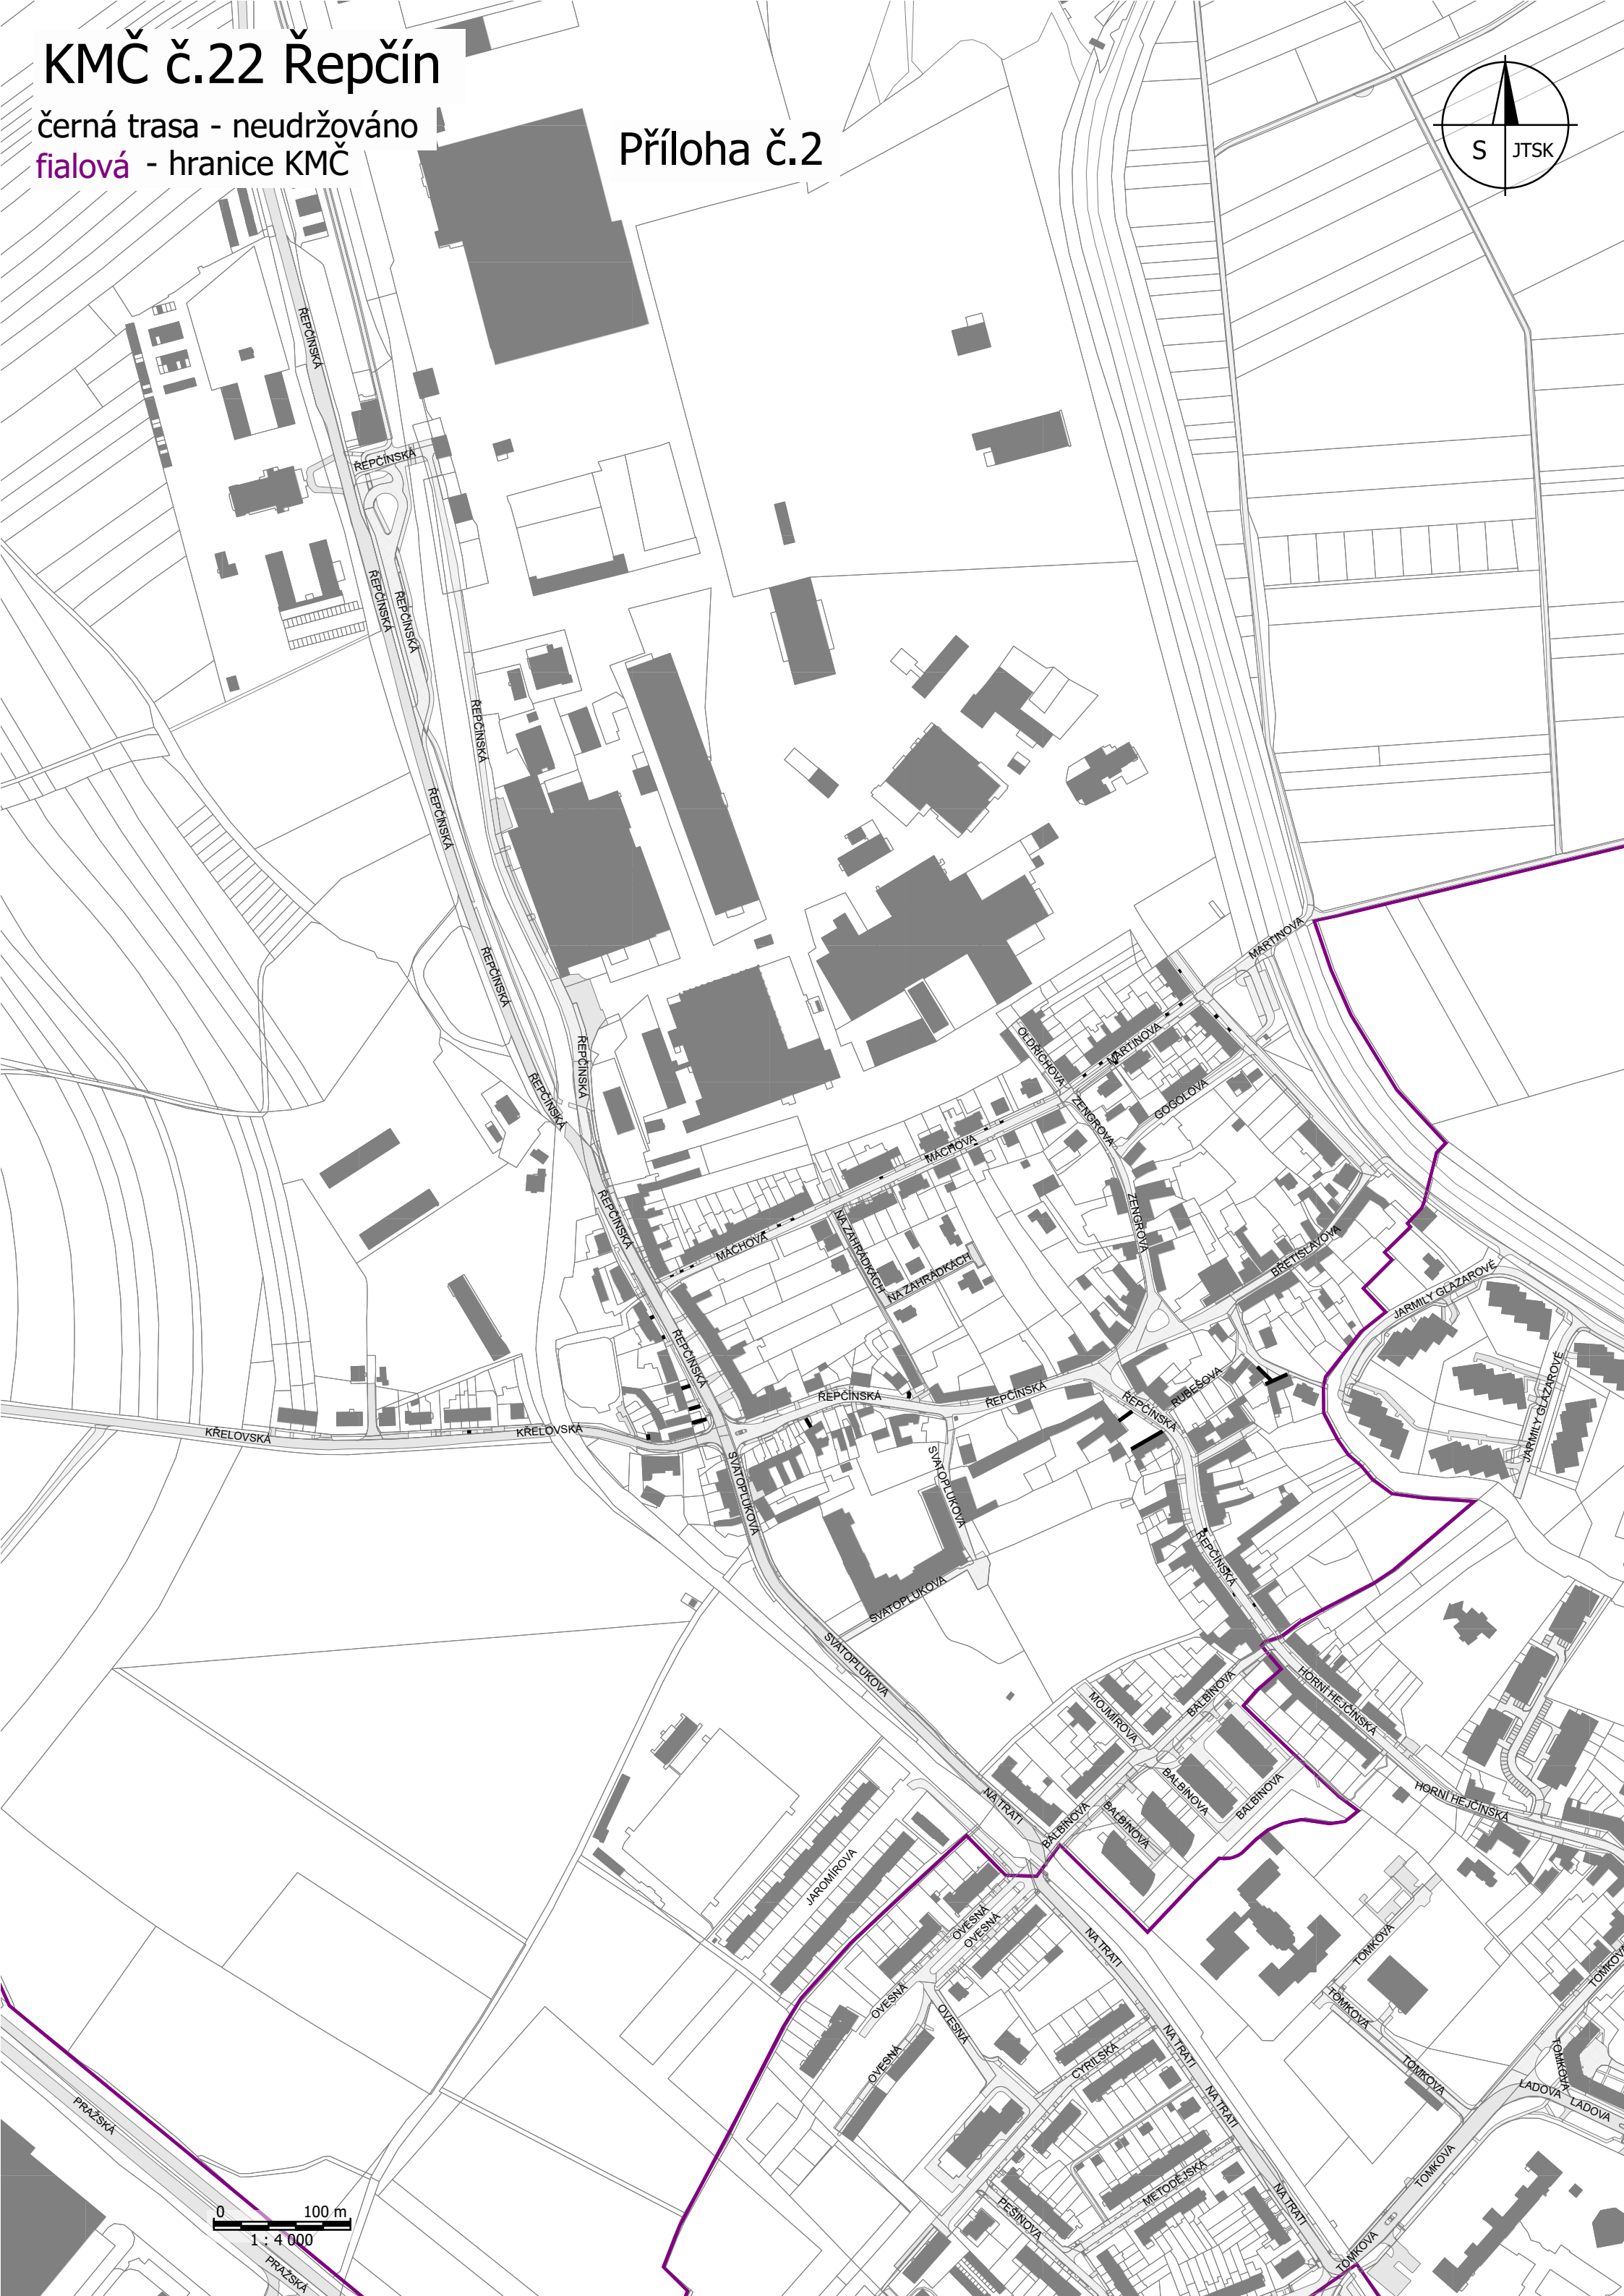 KMČ č.22 Řepčín
černá trasa - neudržováno
fialová - hranice KMČ
Příloha č.2
S JTSK
ŘEPČÍNSKÁ
ŘEPČÍNSKÁ
ŘEPČÍNSKÁ
ŘEPČÍNSKÁ
ŘEPČÍNSKÁ
ŘEPČÍNSKÁ
ŘEPČÍNSKÁ
MARTINOVA
OLDŘICHOVA
MARTINOVA
ŘEPČÍNSKÁ
ŘEPČÍNSKÁ
ZENGROVA
GOGOLOVA
MÁCHOVA
ŘEPČÍNSKÁ
ZENGROVA
MÁCHOVA
NA ZAHRÁDKÁCH
NA ZAHRÁDKÁCH
BŘETISLAVOVA
JARMILY GLAZAROVÉ
ŘEPČÍNSKÁ
ŘEPČÍNSKÁ
ŘEPČÍNSKÁ
ŘEPČÍNSKÁ
RUBEŠOVA
JARMILY GLAZAROVÉ
KŘELOVSKÁ
KŘELOVSKÁ
SVATOPLUKOVA
SVATOPLUKOVA
ŘEPČÍNSKÁ
SVATOPLUKOVA
SVATOPLUKOVA
MOJMÍROVA
BALBÍNOVA
HORNÍ HEJČÍNSKÁ
NA TRATI
BALBÍNOVA
BALBÍNOVA
BALBÍNOVA
BALBÍNOVA
HORNÍ HEJČÍNSKÁ
JAROMÍROVA
OVESNÁ
OVESNÁ
NA TRATI
TOMKOVA
TOMKOVA
OVESNÁ
OVESNÁ
TOMKOVA
OVESNÁ
CYRILSKÁ
NA TRATI
TOMKOVA
TOMKOVA
LADOVA
LADOVA
NA TRATI
PRAŽSKÁ
METODĚJSKÁ
TOMKOVA
PEŠINOVA
NA TRATI
TOMKOVA
0 100 m
1 : 4 000
PRAŽSKÁ